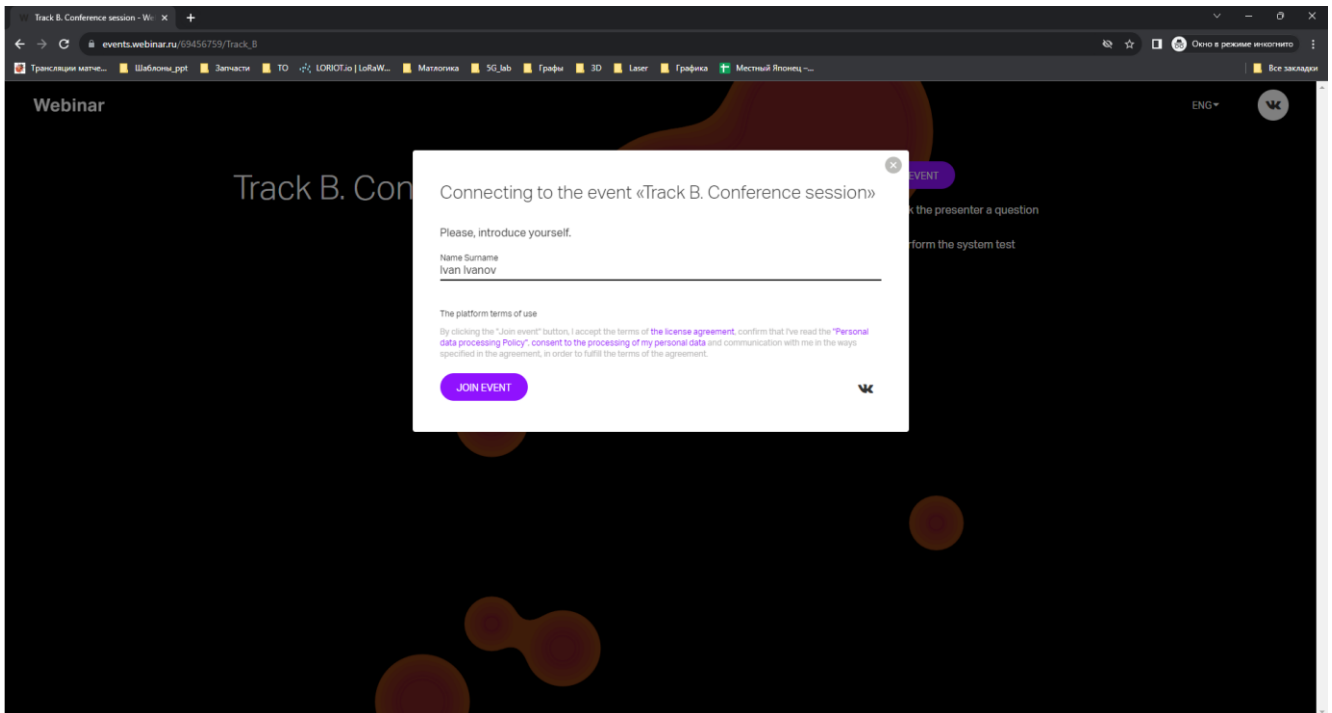 Track B. Conference session - We
events.webinar.ru/69456759/Track_B
Окно в режиме инкогнито
Трансляции матче...
Шаблоны_ppt
Запчасти
ТО
LORIOT.io | LoRaW...
Матлогика
5G_lab
Графы
3D
Laser
Графика
Местный Японец –...
Все закладки
Webinar
ENG
Track B. Con
EVENT
k the presenter a question
rform the system test
Connecting to the event «Track B. Conference session»
Please, introduce yourself.
Name Surname
Ivan Ivanov
The platform terms of use
By clicking the "Join event" button, I accept the terms of the license agreement, confirm that I've read the "Personal
data processing Policy", consent to the processing of my personal data and communication with me in the ways
specified in the agreement, in order to fulfill the terms of the agreement.
JOIN EVENT